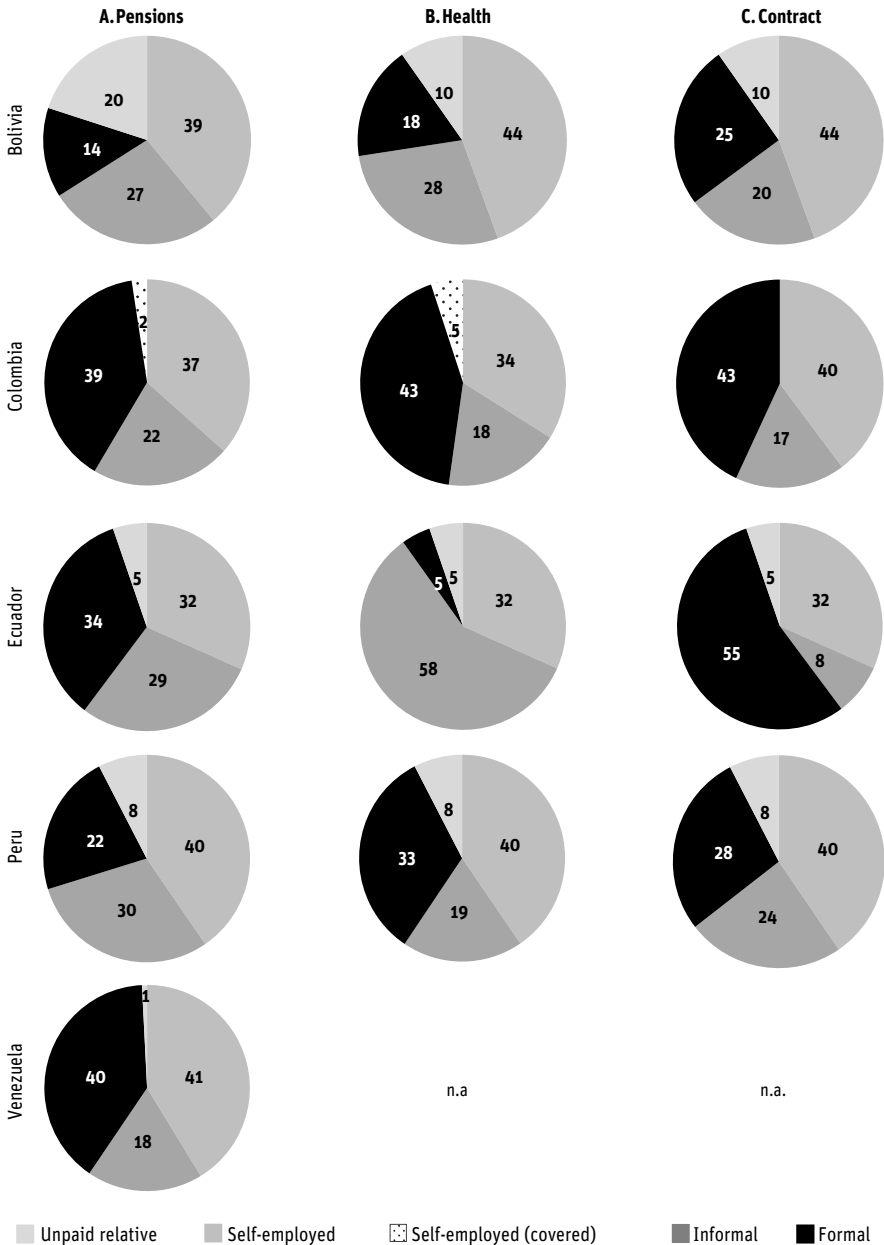 A. Pensions B. Health C. Contract
Bolivia
20 39 14 27
10 44 18 28
10 44 25 20
Colombia
2 37 39 22
5 34 43 18
43 40 17
Ecuador
5 32 34 29
5 5 32 58
5 32 55 8
Peru
8 22 40 30
8 33 40 19
8 28 40 24
Venezuela
1 40 41 18
n.a
n.a.
Unpaid relative Self-employed Self-employed (covered) Informal Formal